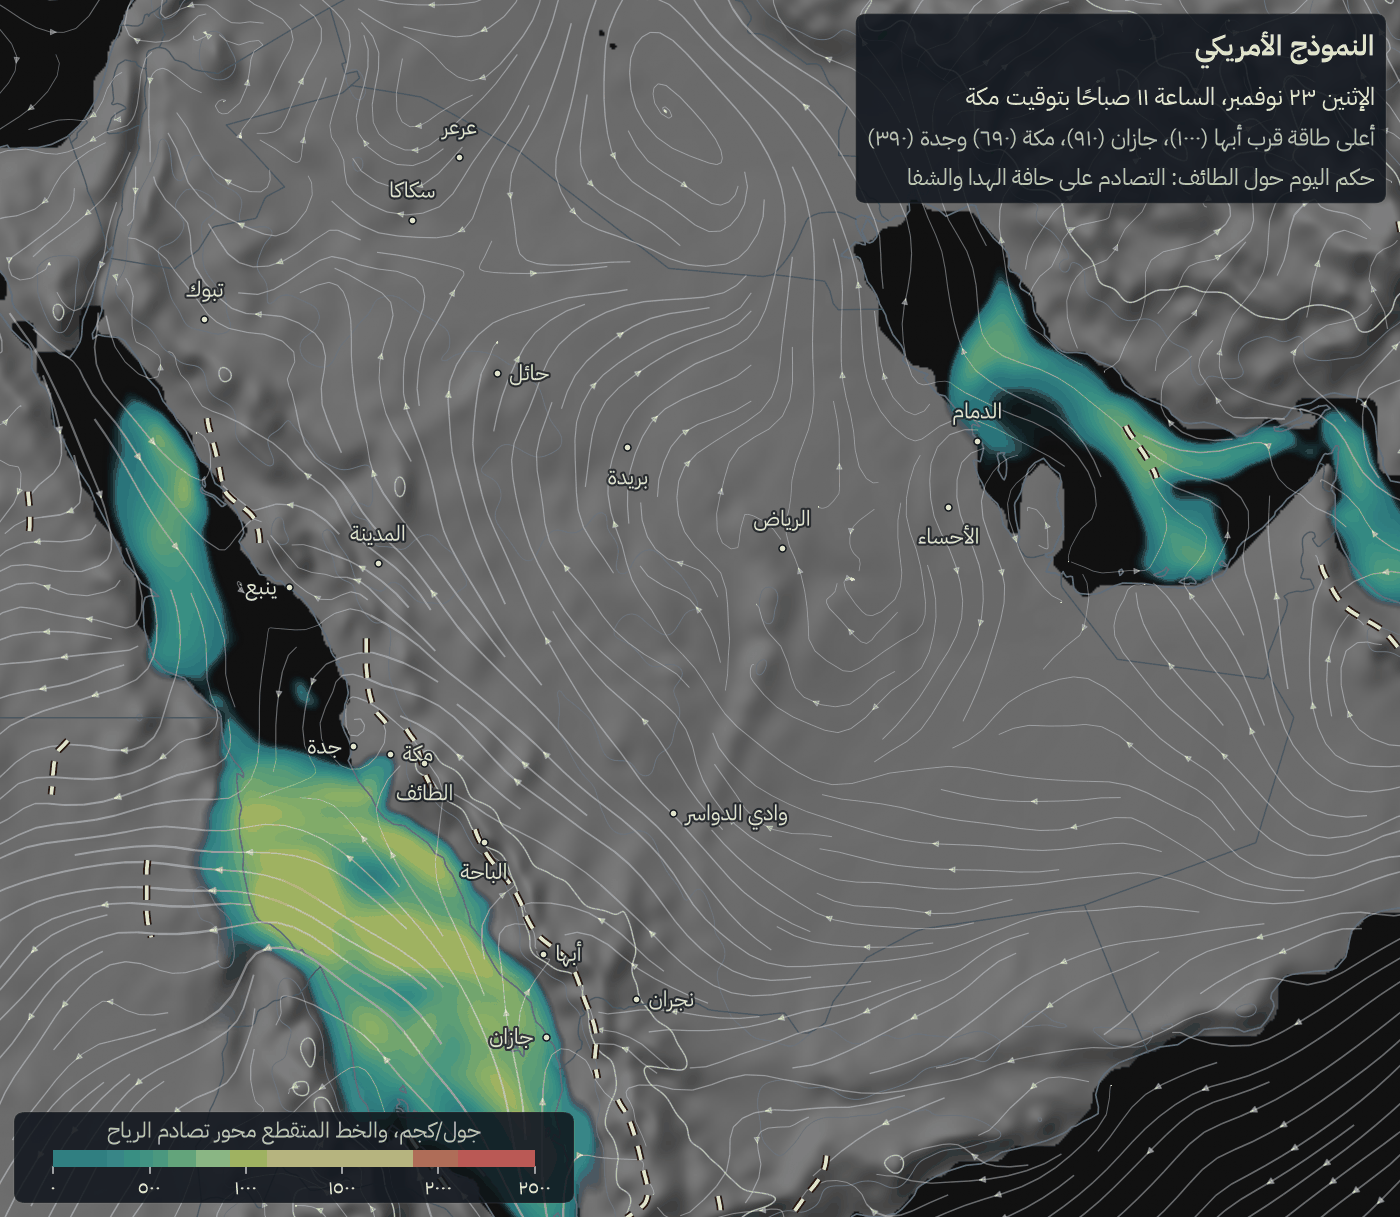 النموذج الأمريكي
الإثنين ٢٣ نوفمبر، الساعة ١١ صباحًا بتوقيت مكة
أعلى طاقة قرب أبها (١٠٠٠)، جازان (٩١٠)، مكة (٦٩٠) وجدة (٣٩٠)
حكم اليوم حول الطائف: التصادم على حافة الهدا والشفا
عرعر
سكاكا
تبوك
حائل
الدمام
بريدة
الرياض
الأحساء
المدينة
ينبع
جدة
مكة
الطائف
وادي الدواسر
الباحة
أبها
نجران
جازان
جول/كجم، والخط المتقطع محور تصادم الرياح
٠ ٥٠٠ ١٠٠٠ ١٥٠٠ ٢٠٠٠ ٢٥٠٠